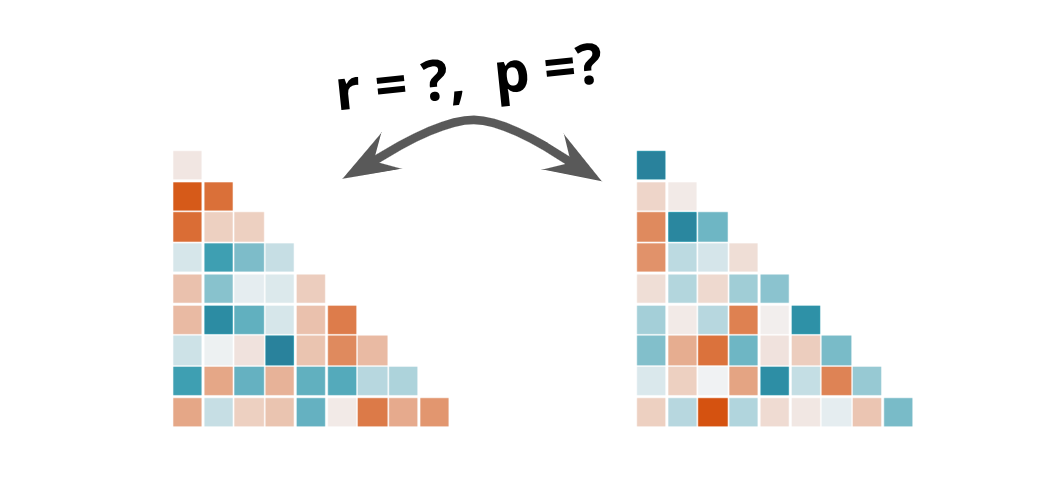 r = ?, p =?